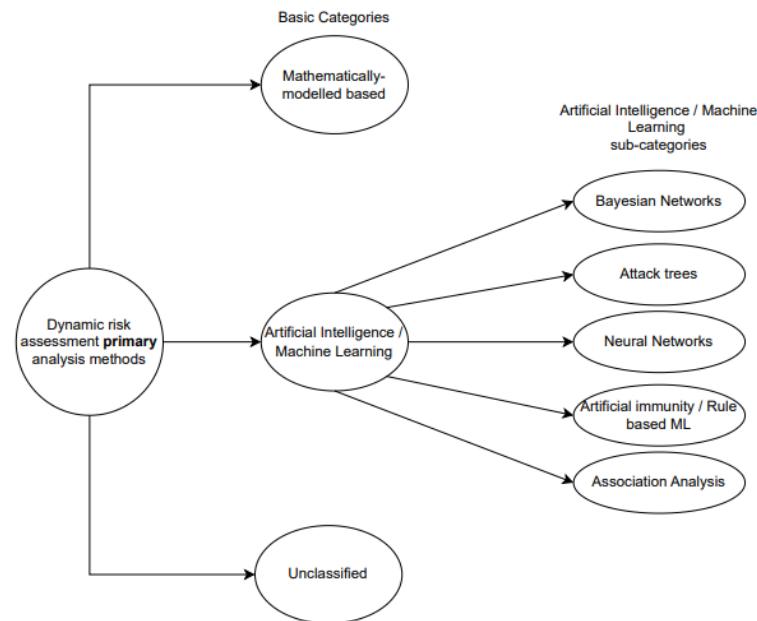 Basic Categories
Mathematically-
modelled based
Artificial Intelligence / Machine
Learning
sub-categories
Bayesian Networks
Attack trees
Dynamic risk
assessment primary
analysis methods
Artificial Intelligence /
Machine Learning
Neural Networks
Artificial immunity / Rule
based ML
Association Analysis
Unclassified